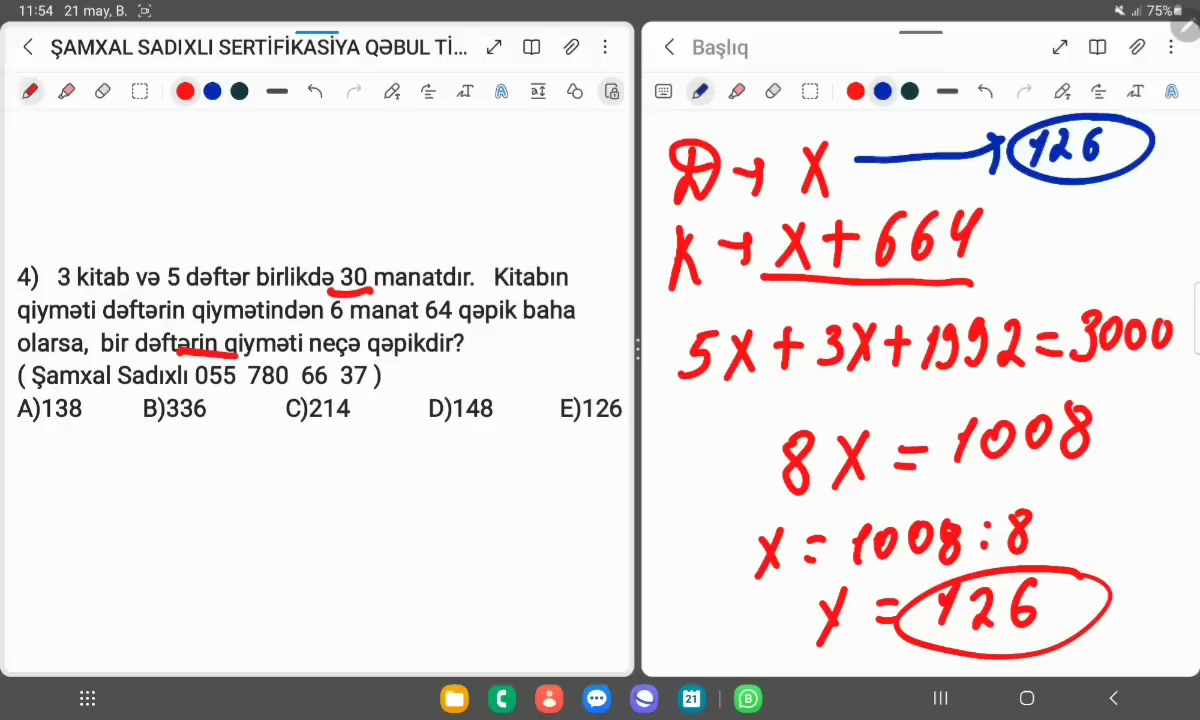 11:54 21 may, B. 75%
ŞAMXAL SADIXLI SERTİFİKASİYA QƏBUL Tİ...
4) 3 kitab və 5 dəftər birlikdə 30 manatdır. Kitabın
qiyməti dəftərin qiymətindən 6 manat 64 qəpik baha
olarsa, bir dəftərin qiyməti neçə qəpikdir?
( Şamxal Sadıxlı 055 780 66 37 )
A)138 B)336 C)214 D)148 E)126
Başlıq
D → X → 126
K → X + 664
5X + 3X + 1992 = 3000
8X = 1008
X = 1008 : 8
X = 126
21